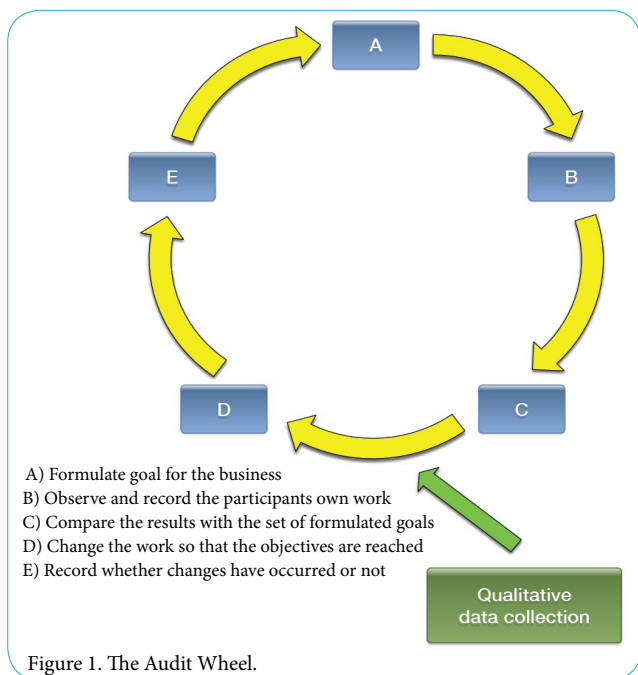 A
E
B
D
C
A) Formulate goal for the business
B) Observe and record the participants own work
C) Compare the results with the set of formulated goals
D) Change the work so that the objectives are reached
E) Record whether changes have occurred or not
Qualitative
data collection
Figure 1. The Audit Wheel.